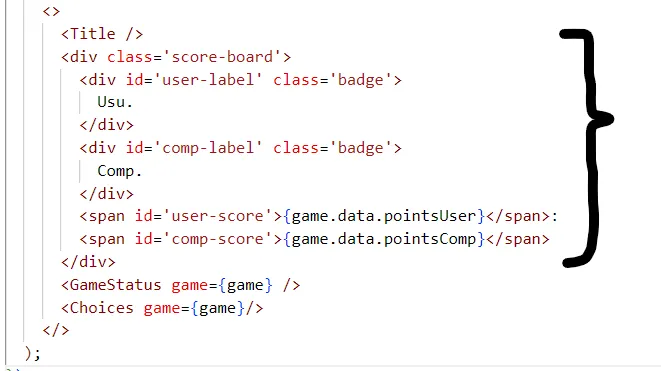 <>
<Title />
<div class='score-board'>
<div id='user-label' class='badge'>
Usu.
</div>
<div id='comp-label' class='badge'>
Comp.
</div>
<span id='user-score'>{game.data.pointsUser}</span>:
<span id='comp-score'>{game.data.pointsComp}</span>
</div>
<GameStatus game={game} />
<Choices game={game}/>
</>
);